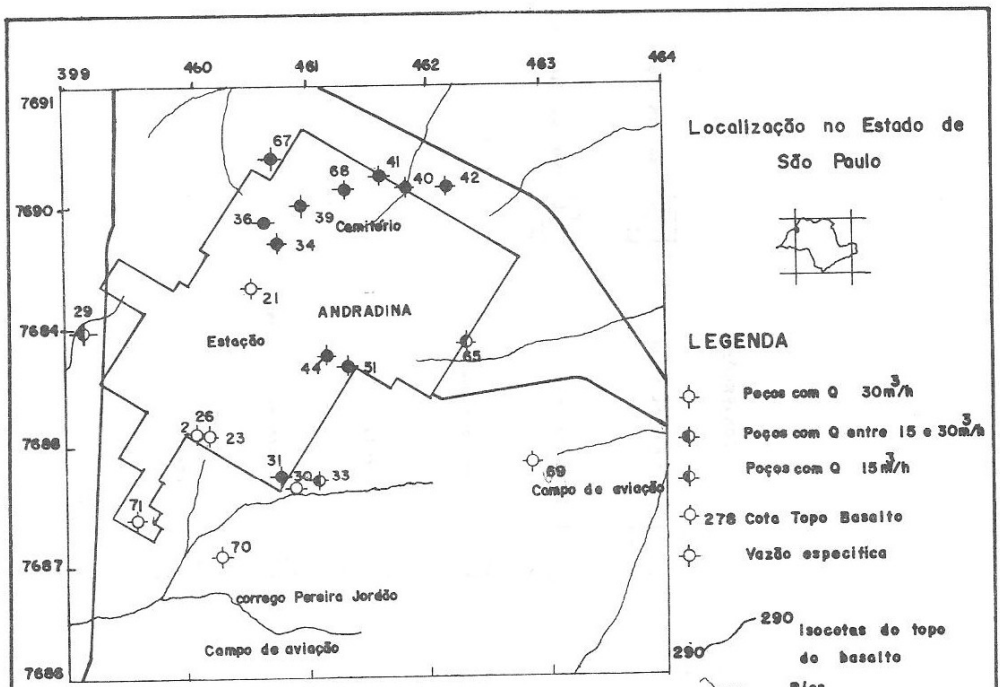 399 460 461 462 463 464
7691
7690
7684
7688
7687
7686
67
41
68
40
42
39
36
Cemitério
34
21
29
ANDRADINA
Estação
65
44
51
26
2
23
31
30
33
69
Campo de aviação
71
70
corrego Pereira Jordão
Campo de aviação
Localização no Estado de
São Paulo
LEGENDA
Poços com Q 30m³/h
Poços com Q entre 15 e 30m³/h
Poços com Q 15m³/h
278 Cota Topo Basalto
Vazão especifica
290 Isocotas do topo
290 do basalto